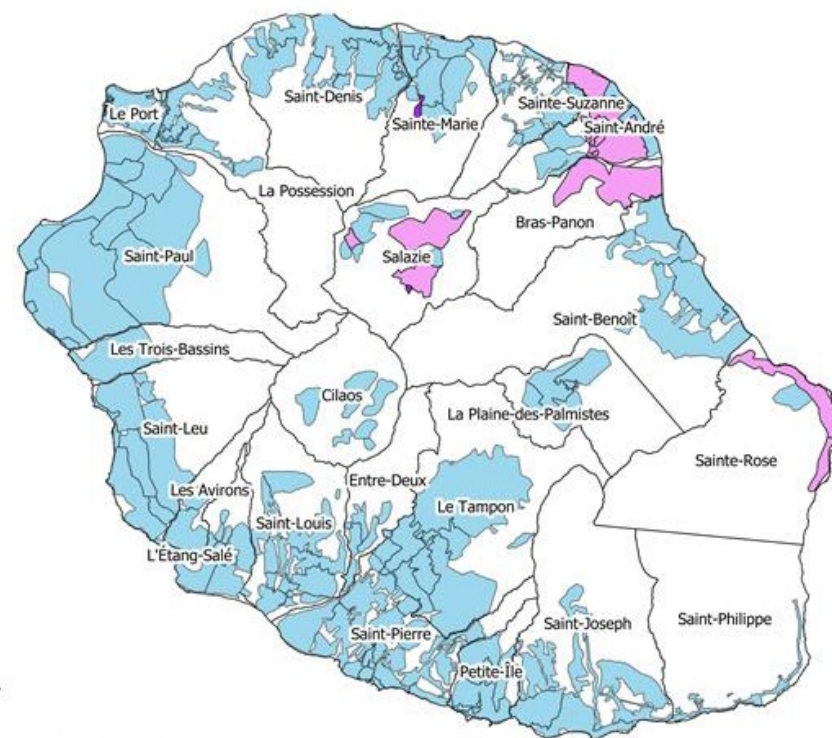 Saint-Denis
Le Port
Sainte-Suzanne
Sainte-Marie
Saint-André
La Possession
Bras-Panon
Saint-Paul
Salazie
Saint-Benoît
Les Trois-Bassins
Cilaos
La Plaine-des-Palmistes
Saint-Leu
Sainte-Rose
Entre-Deux
Les Avirons
Le Tampon
Saint-Louis
L'Étang-Salé
Saint-Philippe
Saint-Joseph
Saint-Pierre
Petite-Île